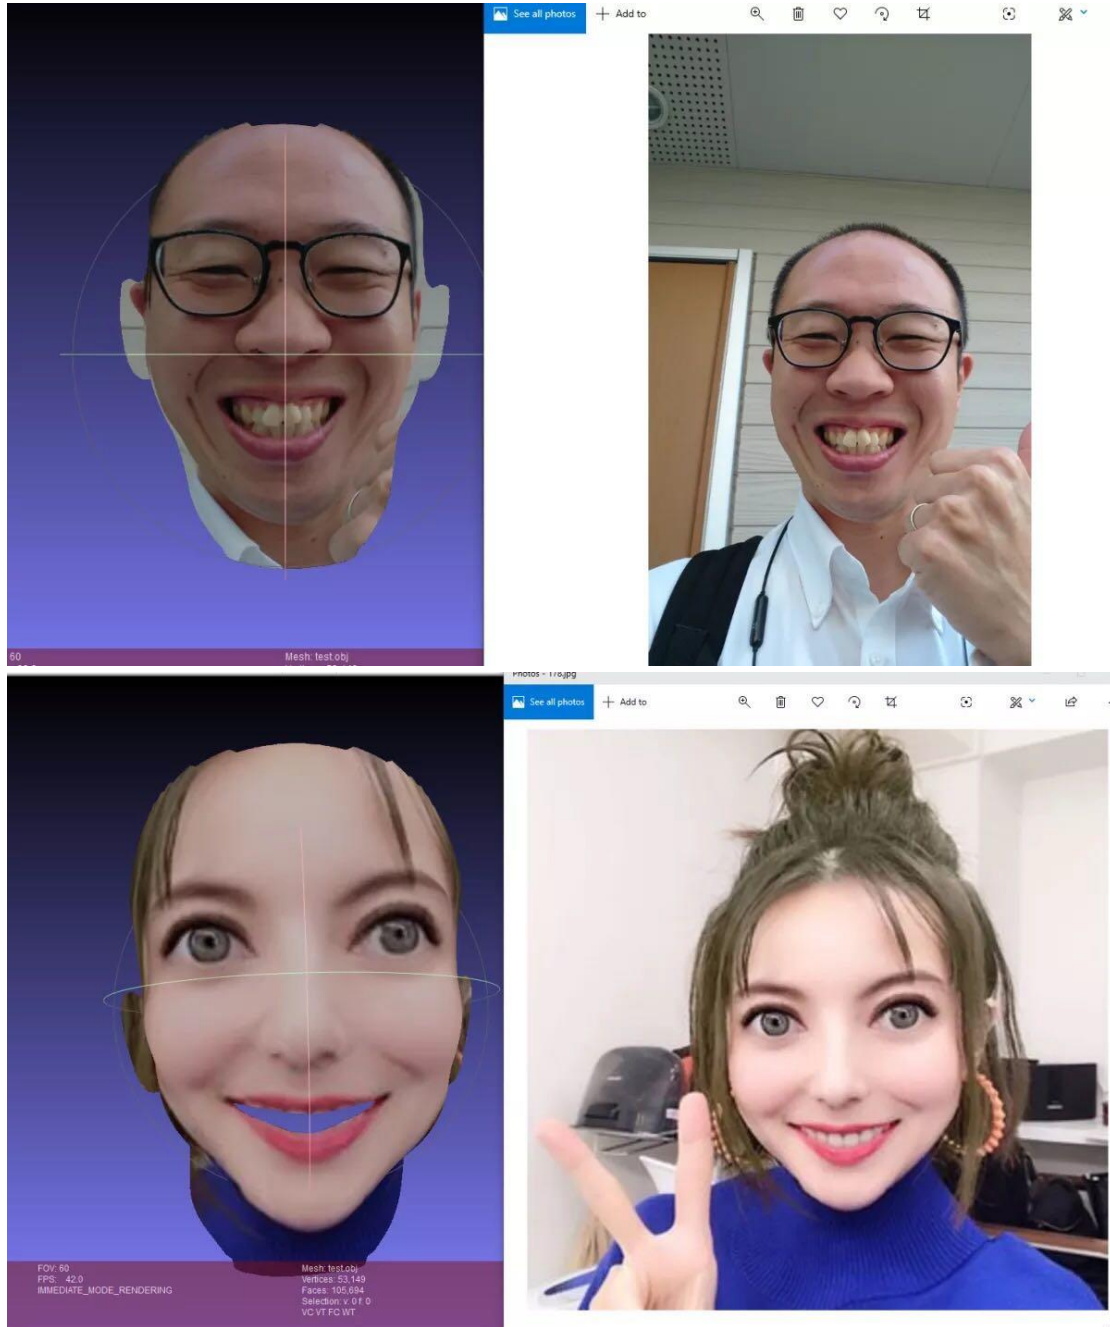 See all photos
Add to
60
Mesh: test.obj
Photos - 178.jpg
See all photos
Add to
FOV: 60
FPS: 42.0
IMMEDIATE_MODE_RENDERING
Mesh: test.obj
Vertices: 53,149
Faces: 105,694
Selection: v: 0 f: 0
VC VT FC WT